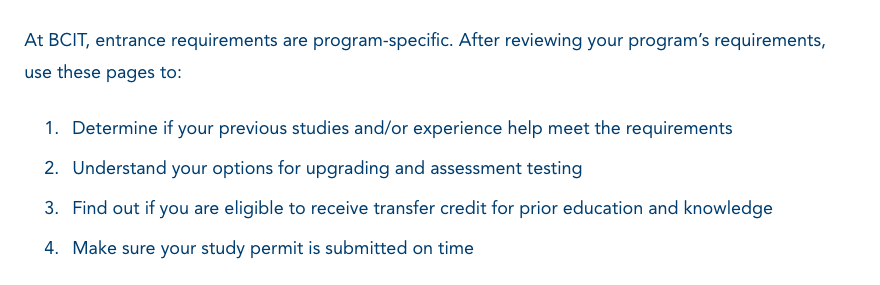 At BCIT, entrance requirements are program-specific. After reviewing your program’s requirements,
use these pages to:
1. Determine if your previous studies and/or experience help meet the requirements
2. Understand your options for upgrading and assessment testing
3. Find out if you are eligible to receive transfer credit for prior education and knowledge
4. Make sure your study permit is submitted on time